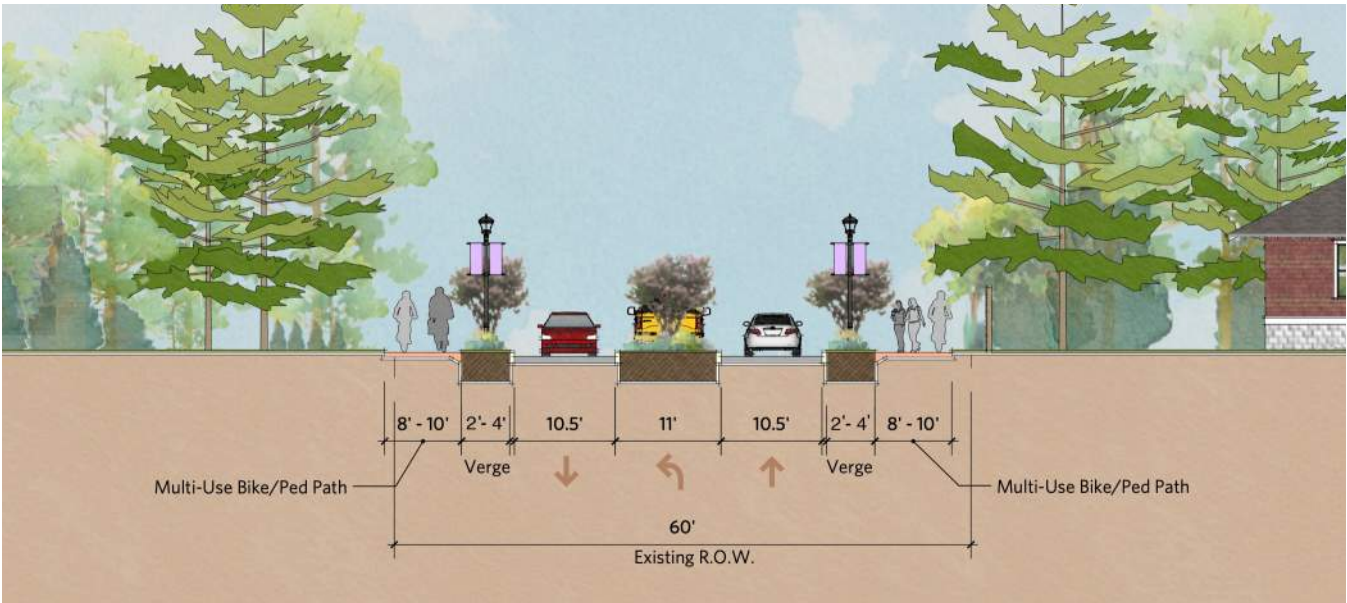 8' - 10'
2'- 4'
10.5'
11'
10.5'
2'- 4'
8' - 10'
Verge
Verge
Multi-Use Bike/Ped Path
Multi-Use Bike/Ped Path
60'
Existing R.O.W.